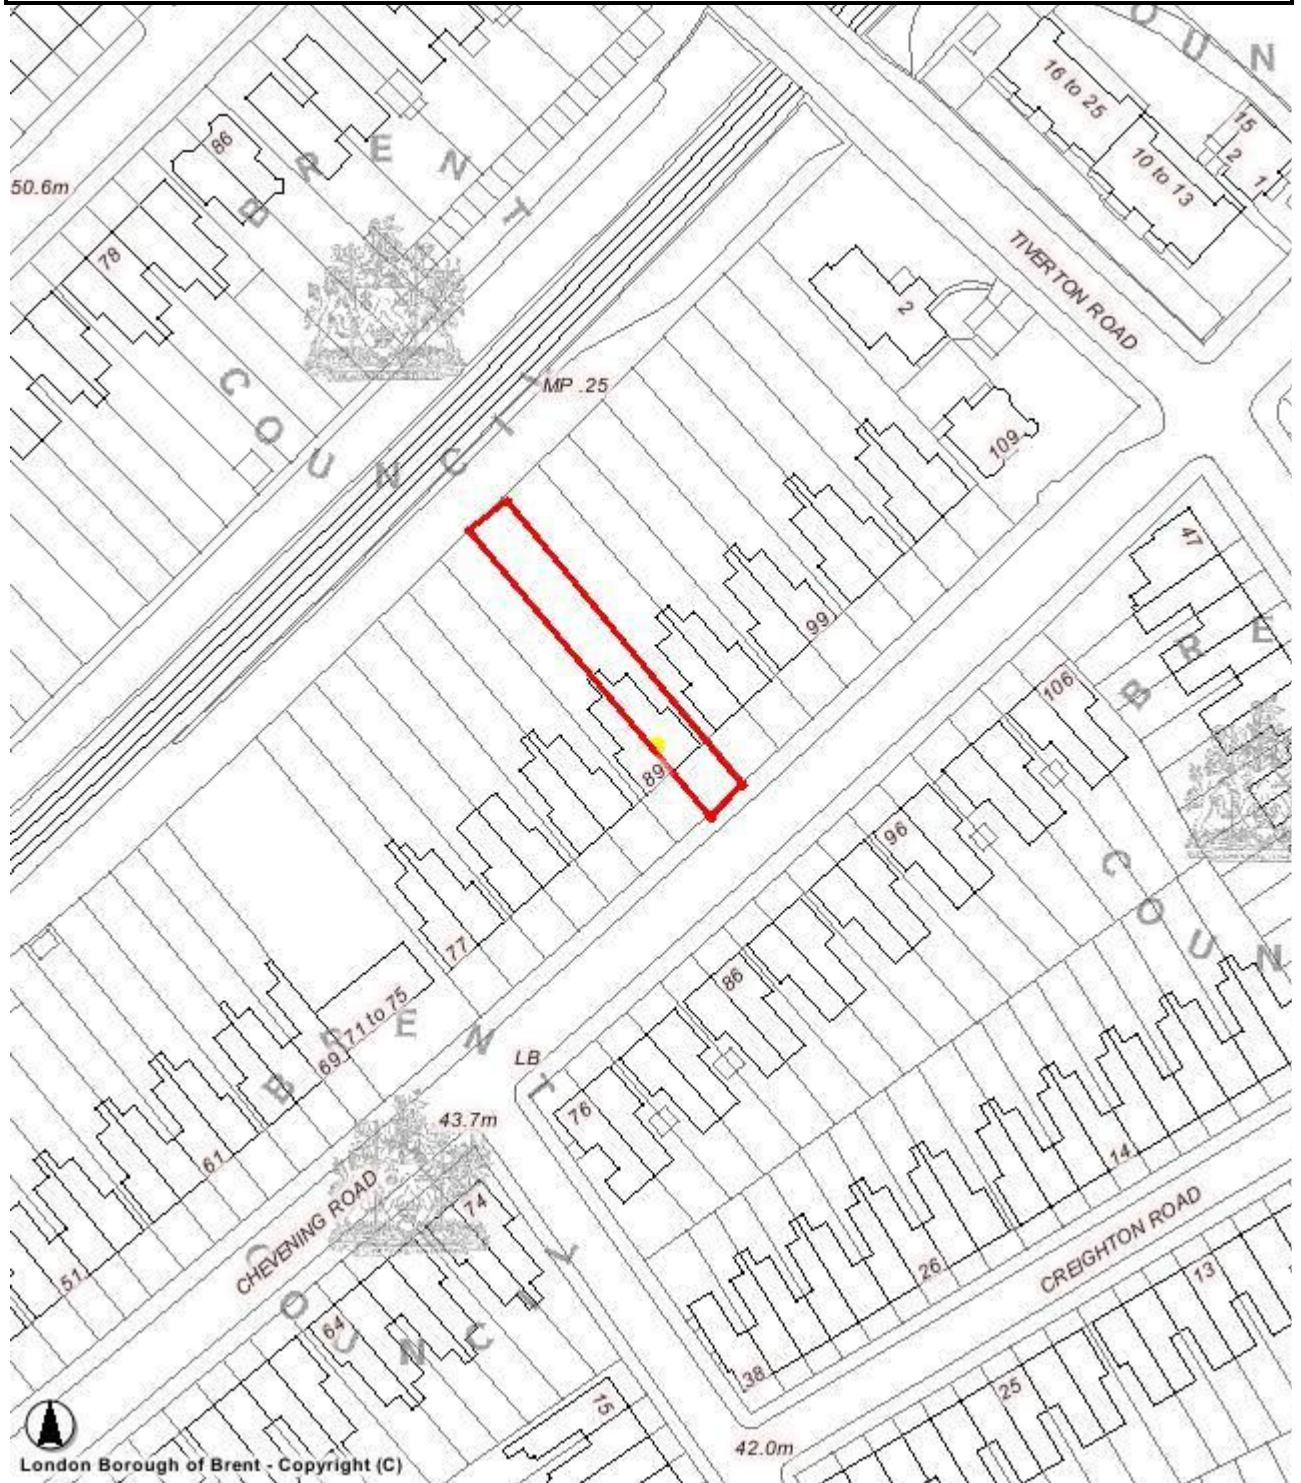 O U N
16 to 25
15
2
1
10 to 13
86
B R E N T
50.6m
78
TIVERTON ROAD
2
C O U N C I L
MP .25
109
47
99
B R E
106
89
96
C O U N
77
86
71 to 75
69
B R E N T
LB
76
43.7m
61
14
CHEVENING ROAD
74
CREIGHTON ROAD
51
26
13
C O U N C I L
64
38
25
15
42.0m
London Borough of Brent - Copyright (C)